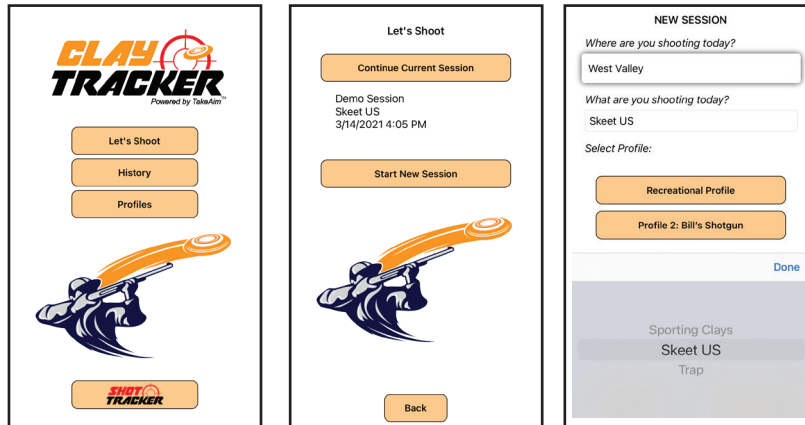 CLAY
TRACKER
Powered by TakeAim™
Let's Shoot
History
Profiles
SHOT
TRACKER
Let's Shoot
Continue Current Session
Demo Session
Skeet US
3/14/2021 4:05 PM
Start New Session
Back
NEW SESSION
Where are you shooting today?
West Valley
What are you shooting today?
Skeet US
Select Profile:
Recreational Profile
Profile 2: Bill's Shotgun
Done
Sporting Clays
Skeet US
Trap